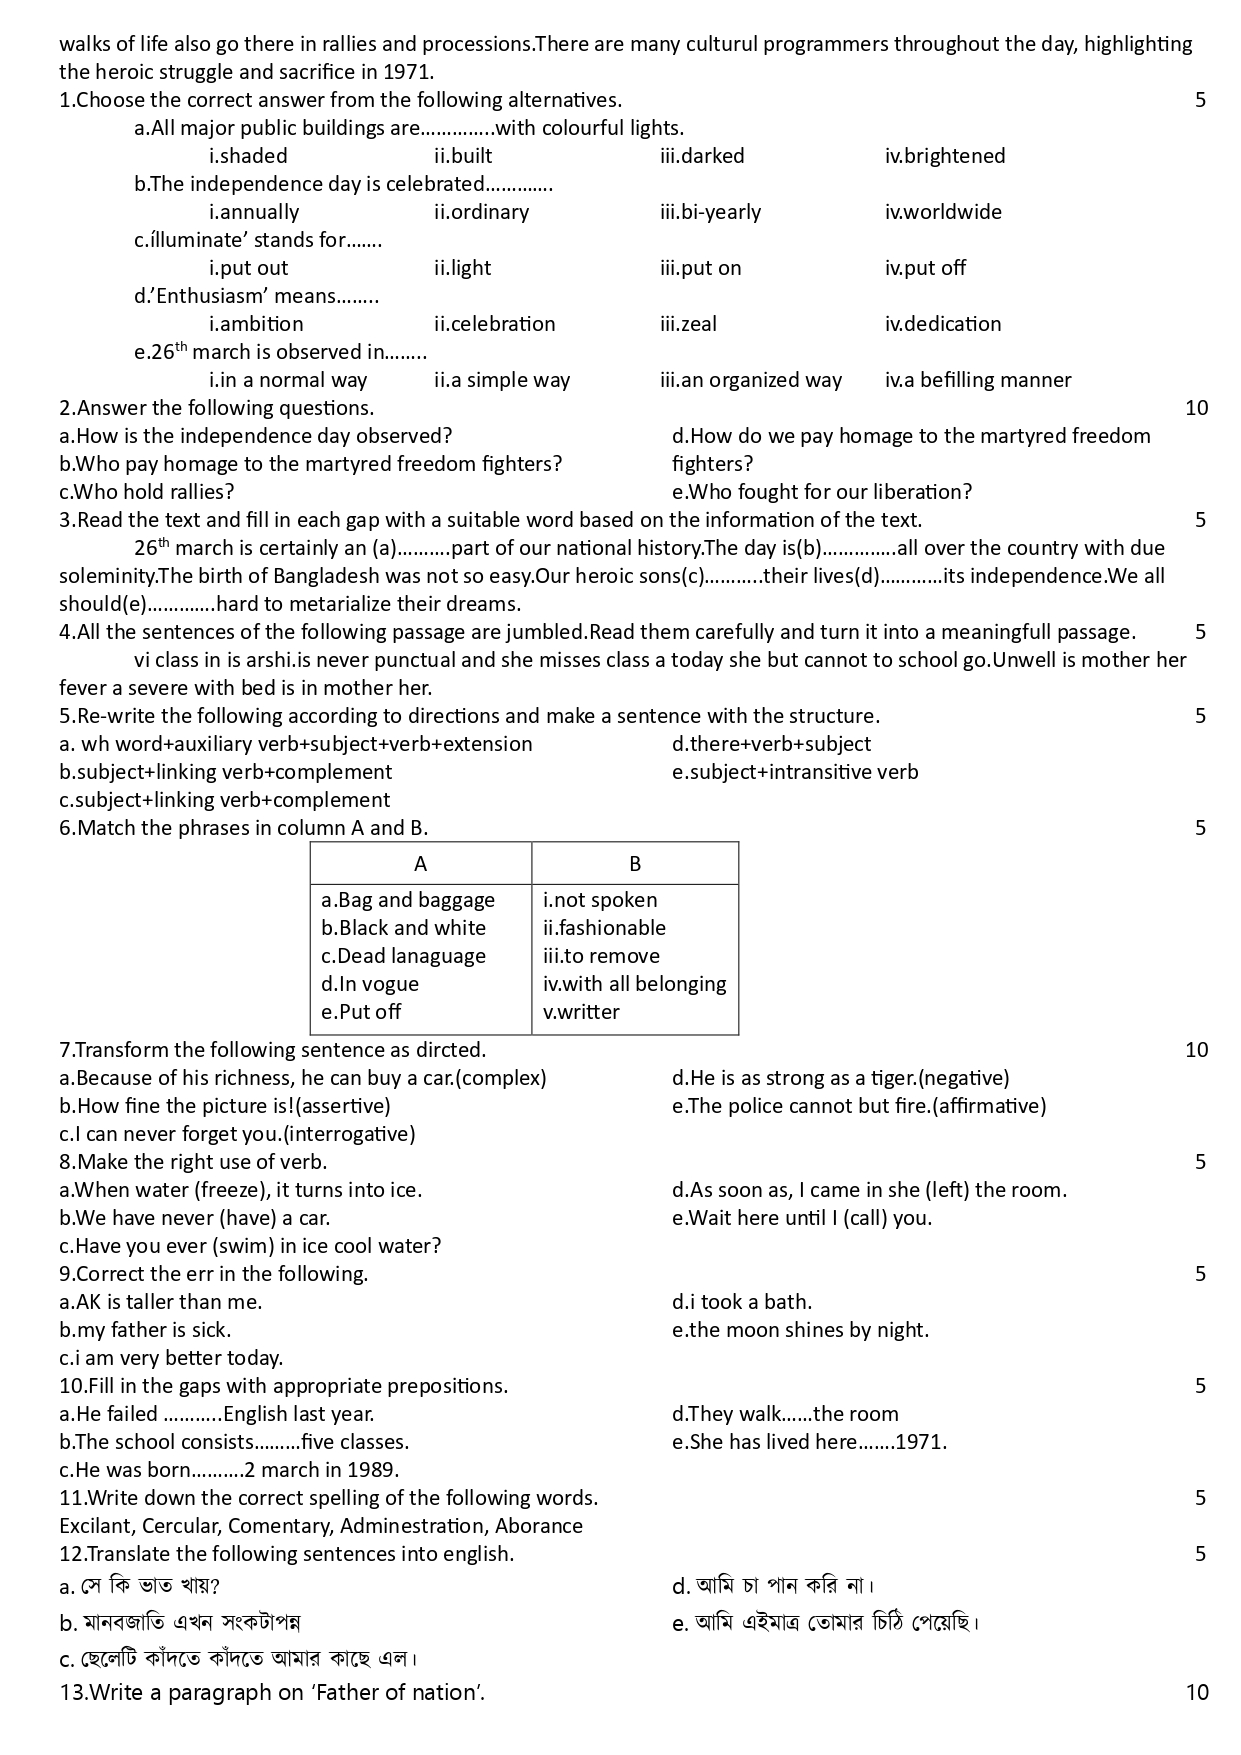 walks of life also go there in rallies and processions.There are many culturul programmers throughout the day, highlighting
the heroic struggle and sacrifice in 1971.
1.Choose the correct answer from the following alternatives. 5
a.All major public buildings are…………..with colourful lights.
i.shaded ii.built iii.darked iv.brightened
b.The independence day is celebrated………….
i.annually ii.ordinary iii.bi-yearly iv.worldwide
c.ílluminate’ stands for…….
i.put out ii.light iii.put on iv.put off
d.’Enthusiasm’ means……..
i.ambition ii.celebration iii.zeal iv.dedication
e.26th march is observed in……..
i.in a normal way ii.a simple way iii.an organized way iv.a befilling manner
2.Answer the following questions. 10
a.How is the independence day observed?
b.Who pay homage to the martyred freedom fighters?
c.Who hold rallies?
d.How do we pay homage to the martyred freedom
fighters?
e.Who fought for our liberation?
3.Read the text and fill in each gap with a suitable word based on the information of the text. 5
26th march is certainly an (a)……….part of our national history.The day is(b)…………..all over the country with due
soleminity.The birth of Bangladesh was not so easy.Our heroic sons(c)………..their lives(d)…………its independence.We all
should(e)………….hard to metarialize their dreams.
4.All the sentences of the following passage are jumbled.Read them carefully and turn it into a meaningfull passage. 5
vi class in is arshi.is never punctual and she misses class a today she but cannot to school go.Unwell is mother her
fever a severe with bed is in mother her.
5.Re-write the following according to directions and make a sentence with the structure. 5
a. wh word+auxiliary verb+subject+verb+extension
b.subject+linking verb+complement
c.subject+linking verb+complement
d.there+verb+subject
e.subject+intransitive verb
6.Match the phrases in column A and B. 5
A B
a.Bag and baggage i.not spoken
b.Black and white ii.fashionable
c.Dead lanaguage iii.to remove
d.In vogue iv.with all belonging
e.Put off v.writter
7.Transform the following sentence as dircted. 10
a.Because of his richness, he can buy a car.(complex)
b.How fine the picture is!(assertive)
c.I can never forget you.(interrogative)
d.He is as strong as a tiger.(negative)
e.The police cannot but fire.(affirmative)
8.Make the right use of verb. 5
a.When water (freeze), it turns into ice.
b.We have never (have) a car.
c.Have you ever (swim) in ice cool water?
d.As soon as, I came in she (left) the room.
e.Wait here until I (call) you.
9.Correct the err in the following. 5
a.AK is taller than me.
b.my father is sick.
c.i am very better today.
d.i took a bath.
e.the moon shines by night.
10.Fill in the gaps with appropriate prepositions. 5
a.He failed ………..English last year.
b.The school consists………five classes.
c.He was born……….2 march in 1989.
d.They walk……the room
e.She has lived here…….1971.
11.Write down the correct spelling of the following words. 5
Excilant, Cercular, Comentary, Adminestration, Aborance
12.Translate the following sentences into english. 5
a. সে কি ভাত খায়?
b. মানবজাতি এখন সংকটাপন্ন
c. ছেলেটি কাঁদতে কাঁদতে আমার কাছে এল।
d. আমি চা পান করি না।
e. আমি এইমাত্র তোমার চিঠি পেয়েছি।
13.Write a paragraph on ‘Father of nation’. 10